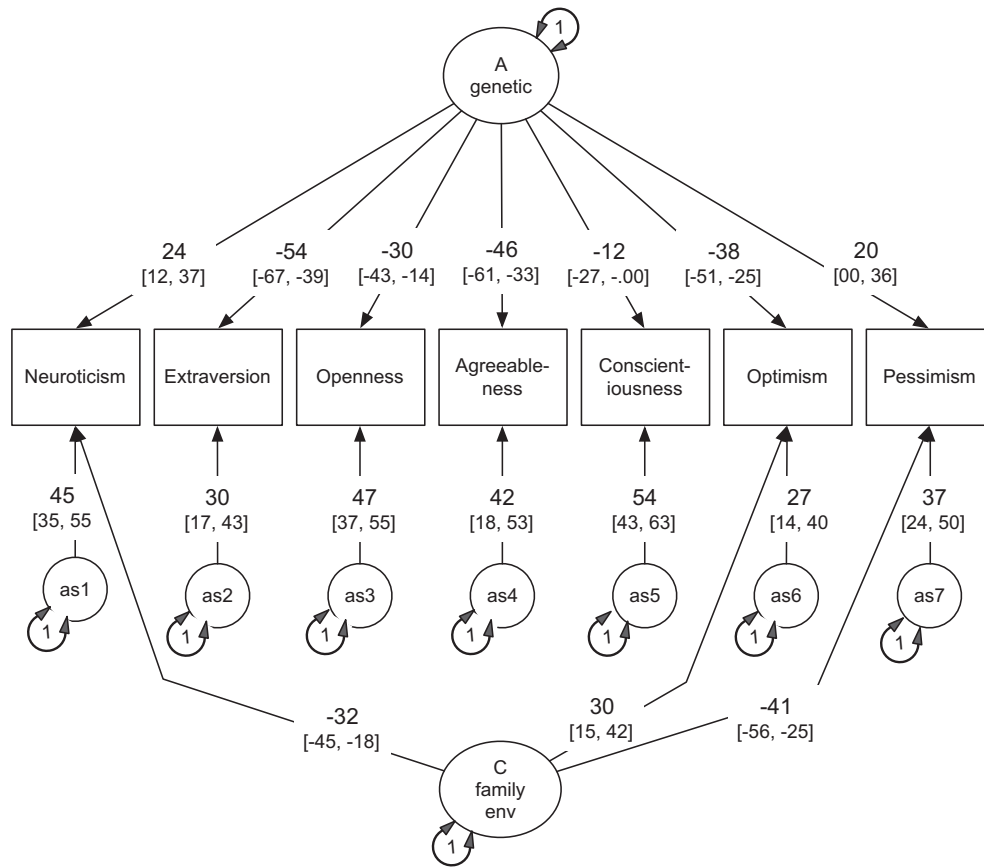 1
A
genetic
24
[12, 37]
-54
[-67, -39]
-30
[-43, -14]
-46
[-61, -33]
-12
[-27, -.00]
-38
[-51, -25]
20
[00, 36]
Neuroticism
Extraversion
Openness
Agreeable-
ness
Conscient-
iousness
Optimism
Pessimism
45
[35, 55
30
[17, 43]
47
[37, 55]
42
[18, 53]
54
[43, 63]
27
[14, 40
37
[24, 50]
as1
as2
as3
as4
as5
as6
as7
1
1
1
1
1
1
1
-32
[-45, -18]
30
[15, 42]
-41
[-56, -25]
C
family
env
1